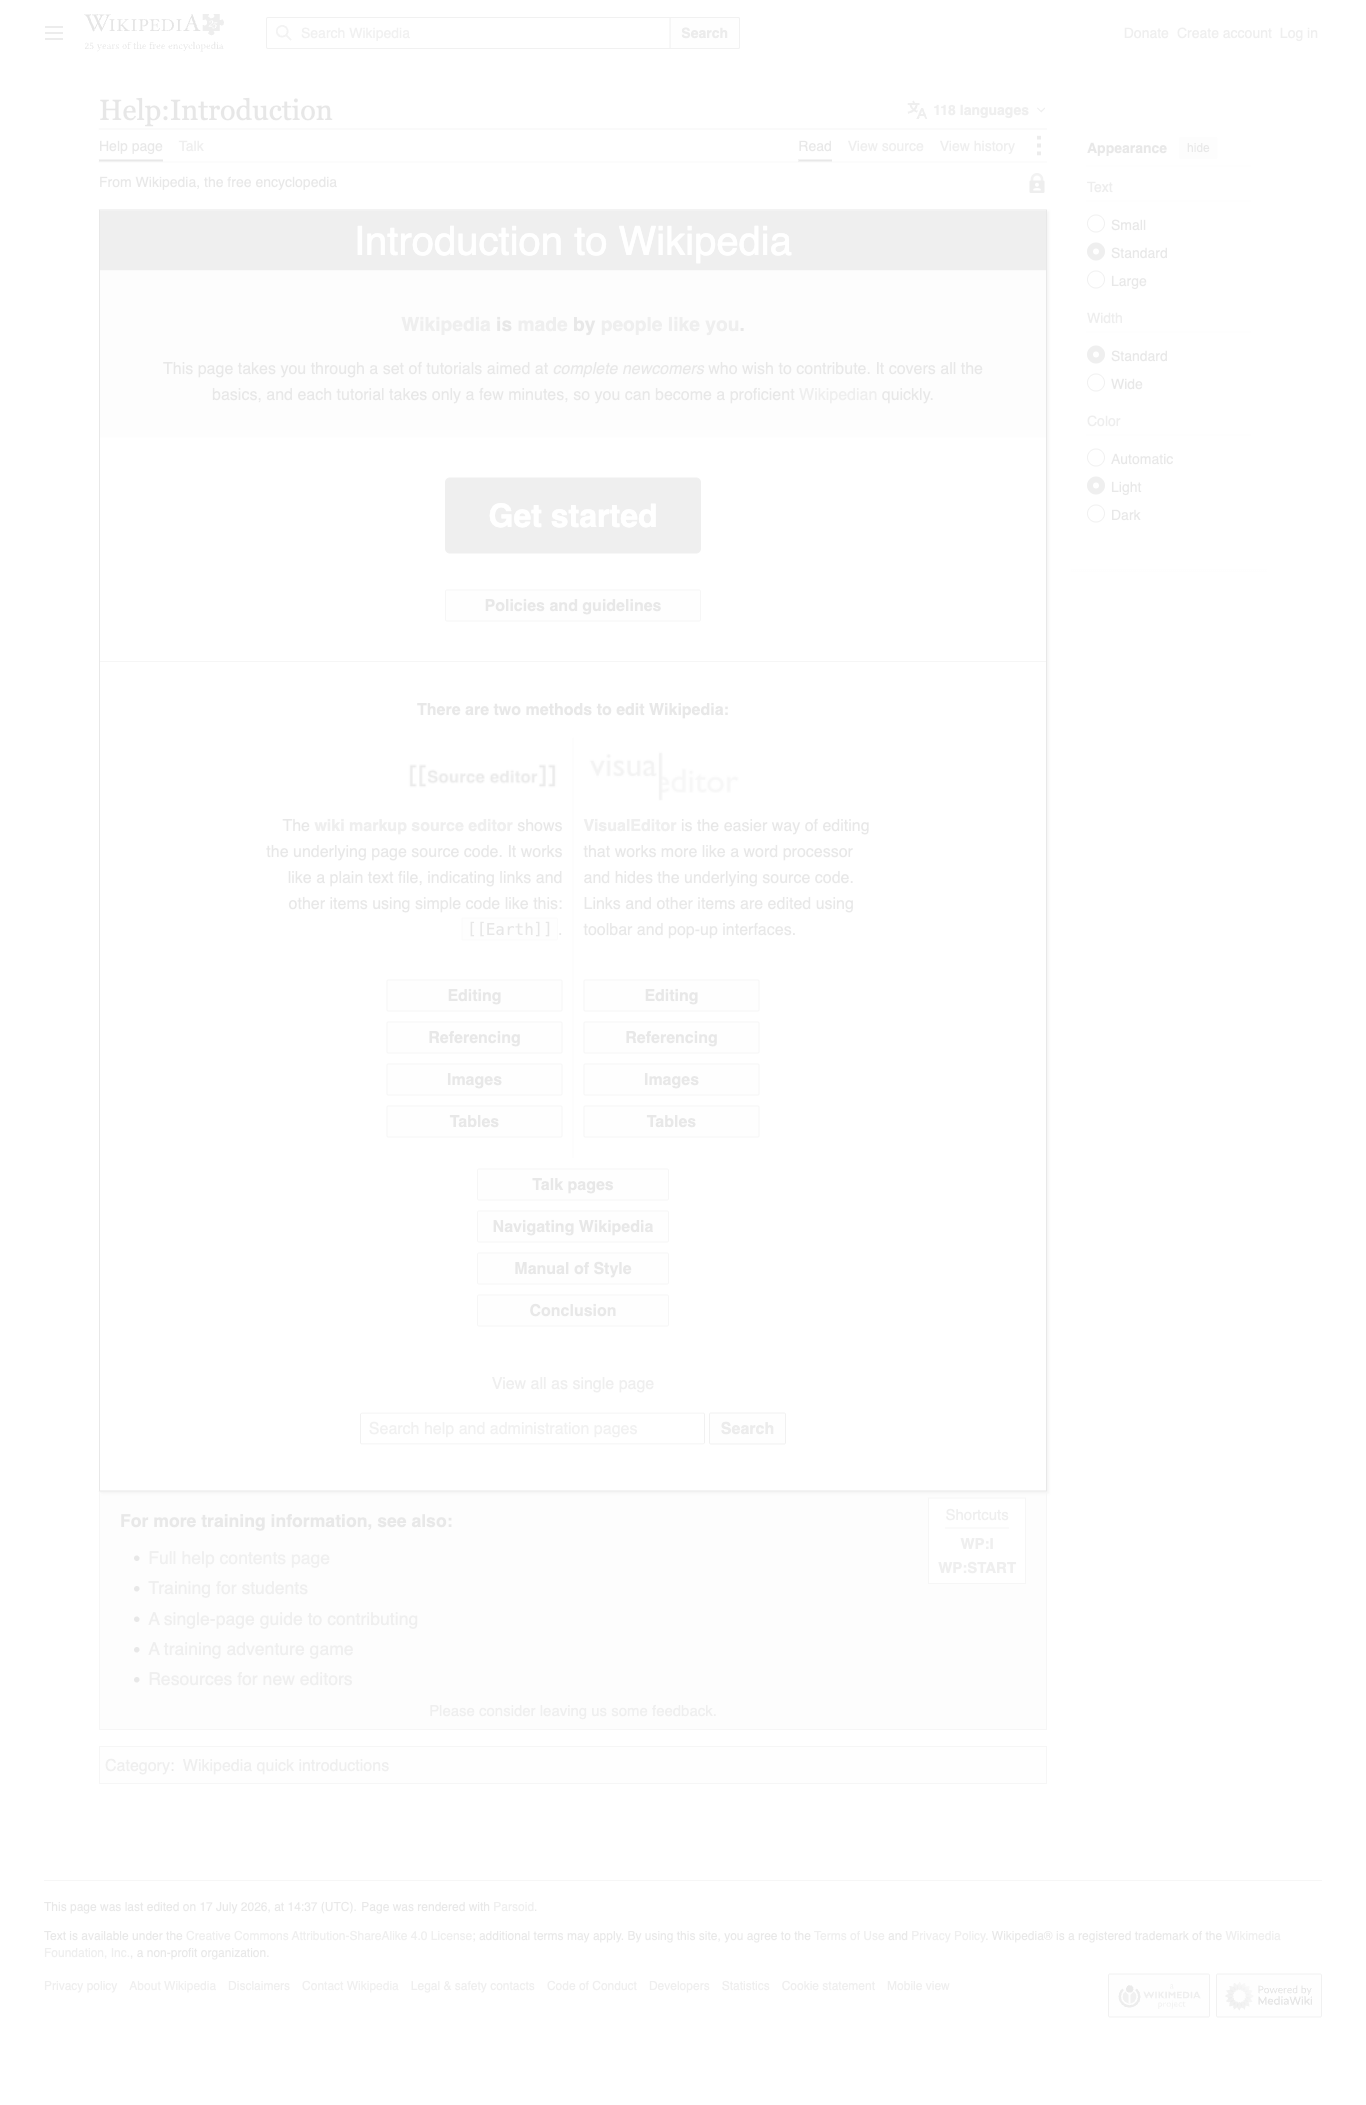 WIKIPEDIA
25 years of the free encyclopedia
Search Wikipedia
Search
Donate Create account Log in
Help:Introduction
118 languages
Help page Talk
Read View source View history
From Wikipedia, the free encyclopedia
Appearance hide
Text
Small
Standard
Large
Width
Standard
Wide
Color
Automatic
Light
Dark
Introduction to Wikipedia
Wikipedia is made by people like you.
This page takes you through a set of tutorials aimed at complete newcomers who wish to contribute. It covers all the
basics, and each tutorial takes only a few minutes, so you can become a proficient Wikipedian quickly.
Get started
Policies and guidelines
There are two methods to edit Wikipedia:
[[Source editor]]
The wiki markup source editor shows
the underlying page source code. It works
like a plain text file, indicating links and
other items using simple code like this:
[[Earth]].
visual
editor
VisualEditor is the easier way of editing
that works more like a word processor
and hides the underlying source code.
Links and other items are edited using
toolbar and pop-up interfaces.
Editing
Referencing
Images
Tables
Editing
Referencing
Images
Tables
Talk pages
Navigating Wikipedia
Manual of Style
Conclusion
View all as single page
Search help and administration pages
Search
For more training information, see also:
• Full help contents page
• Training for students
• A single-page guide to contributing
• A training adventure game
• Resources for new editors
Shortcuts
WP:I
WP:START
Please consider leaving us some feedback.
Category: Wikipedia quick introductions
This page was last edited on 17 July 2026, at 14:37 (UTC). Page was rendered with Parsoid.
Text is available under the Creative Commons Attribution-ShareAlike 4.0 License; additional terms may apply. By using this site, you agree to the Terms of Use and Privacy Policy. Wikipedia® is a registered trademark of the Wikimedia
Foundation, Inc., a non-profit organization.
Privacy policy About Wikipedia Disclaimers Contact Wikipedia Legal & safety contacts Code of Conduct Developers Statistics Cookie statement Mobile view
WIKIMEDIA
project
Powered by
MediaWiki